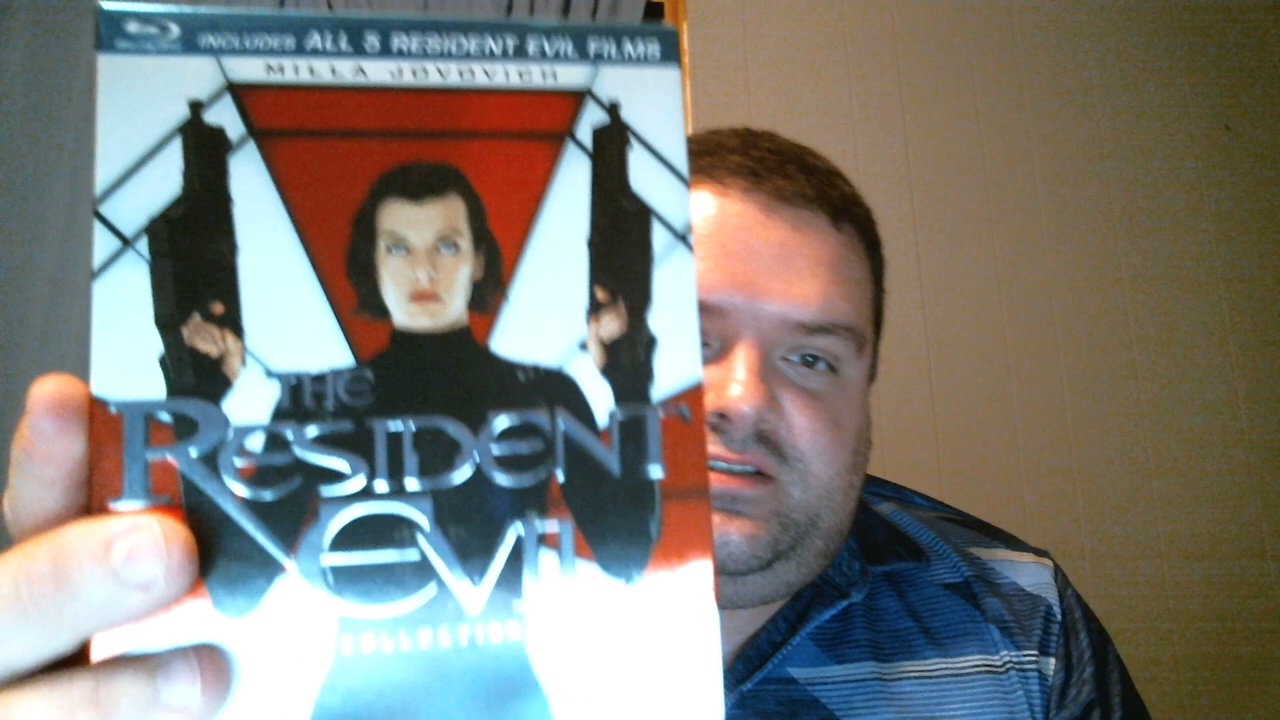 INCLUDES ALL 5 RESIDENT EVIL FILMS
MILLA JOVOVICH
THE
RESIDENT
EVIL
COLLECTION